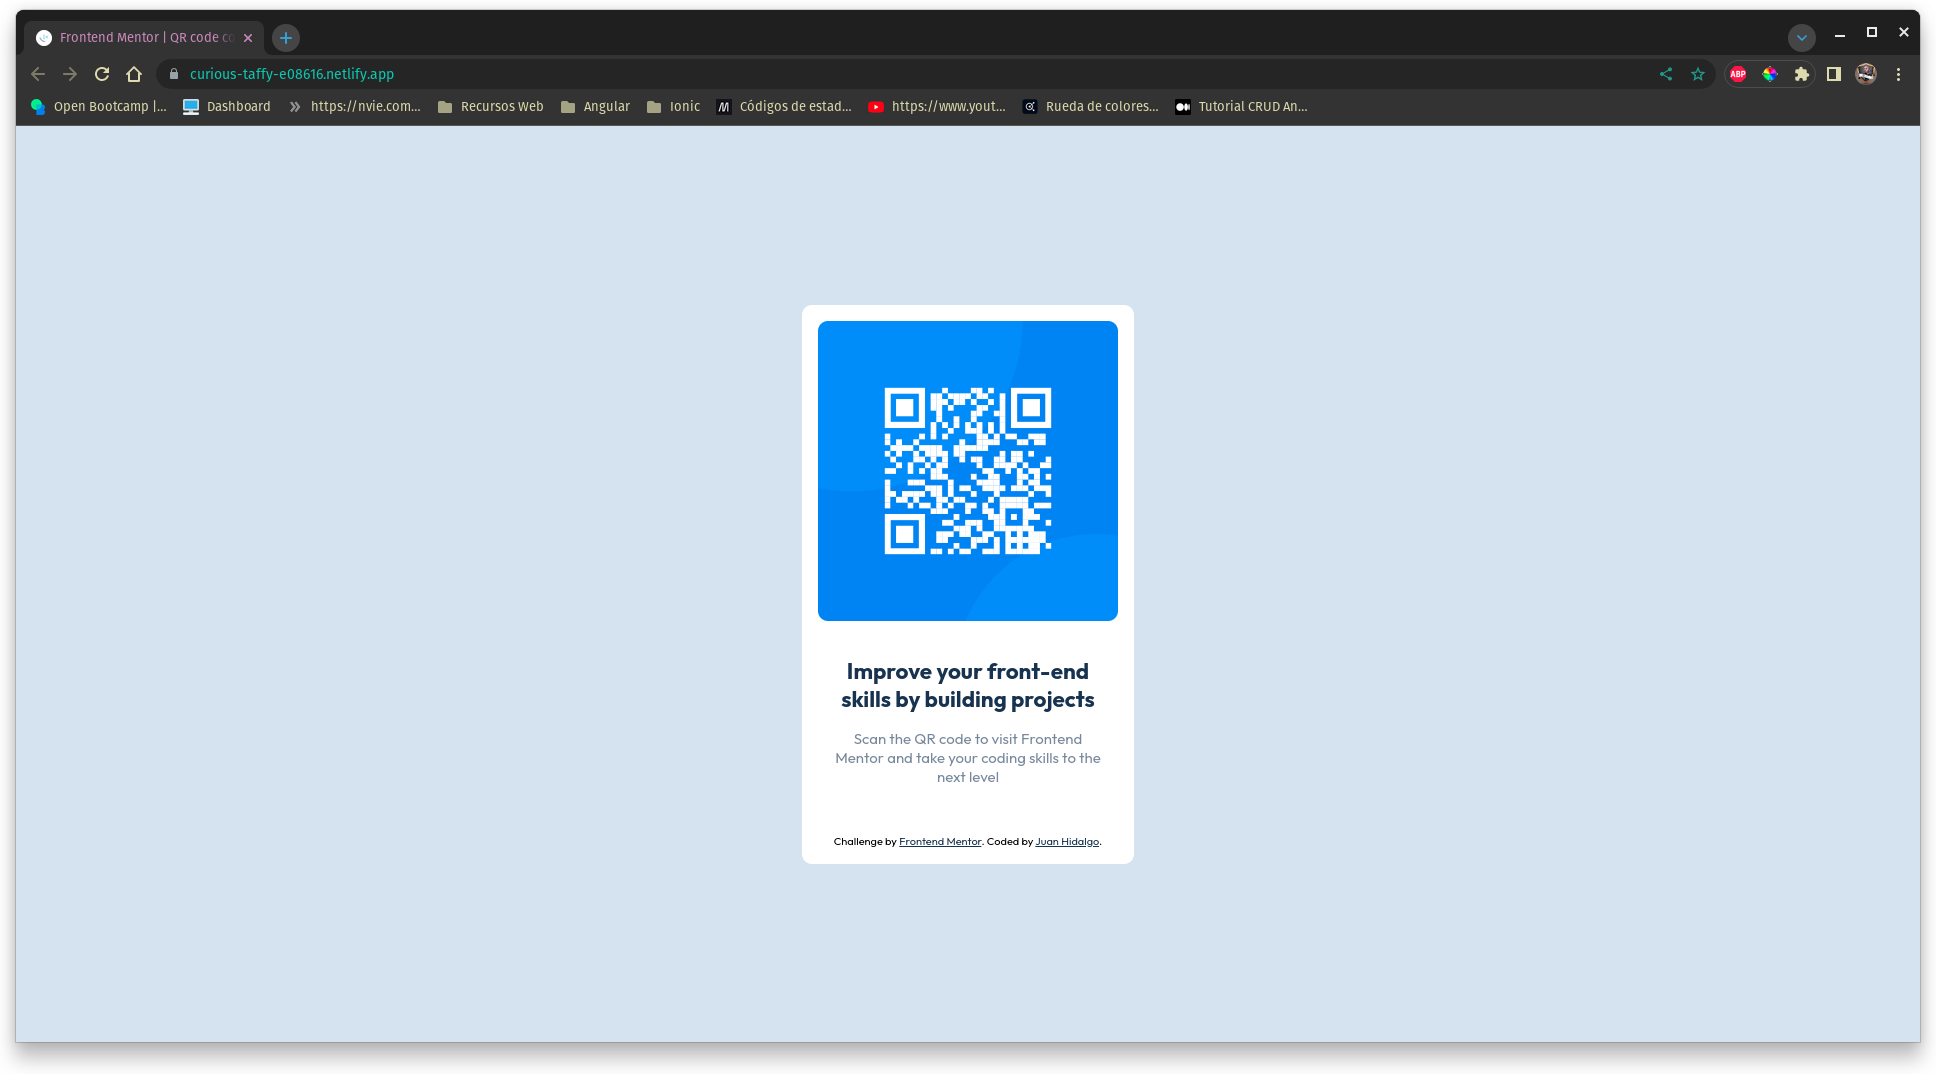 Frontend Mentor | QR code co
curious-taffy-e08616.netlify.app
ABP
Open Bootcamp |...
Dashboard
https://nvie.com...
Recursos Web
Angular
Ionic
Códigos de estad...
https://www.yout...
Rueda de colores...
Tutorial CRUD An...
Improve your front-end
skills by building projects
Scan the QR code to visit Frontend
Mentor and take your coding skills to the
next level
Challenge by Frontend Mentor. Coded by Juan Hidalgo.